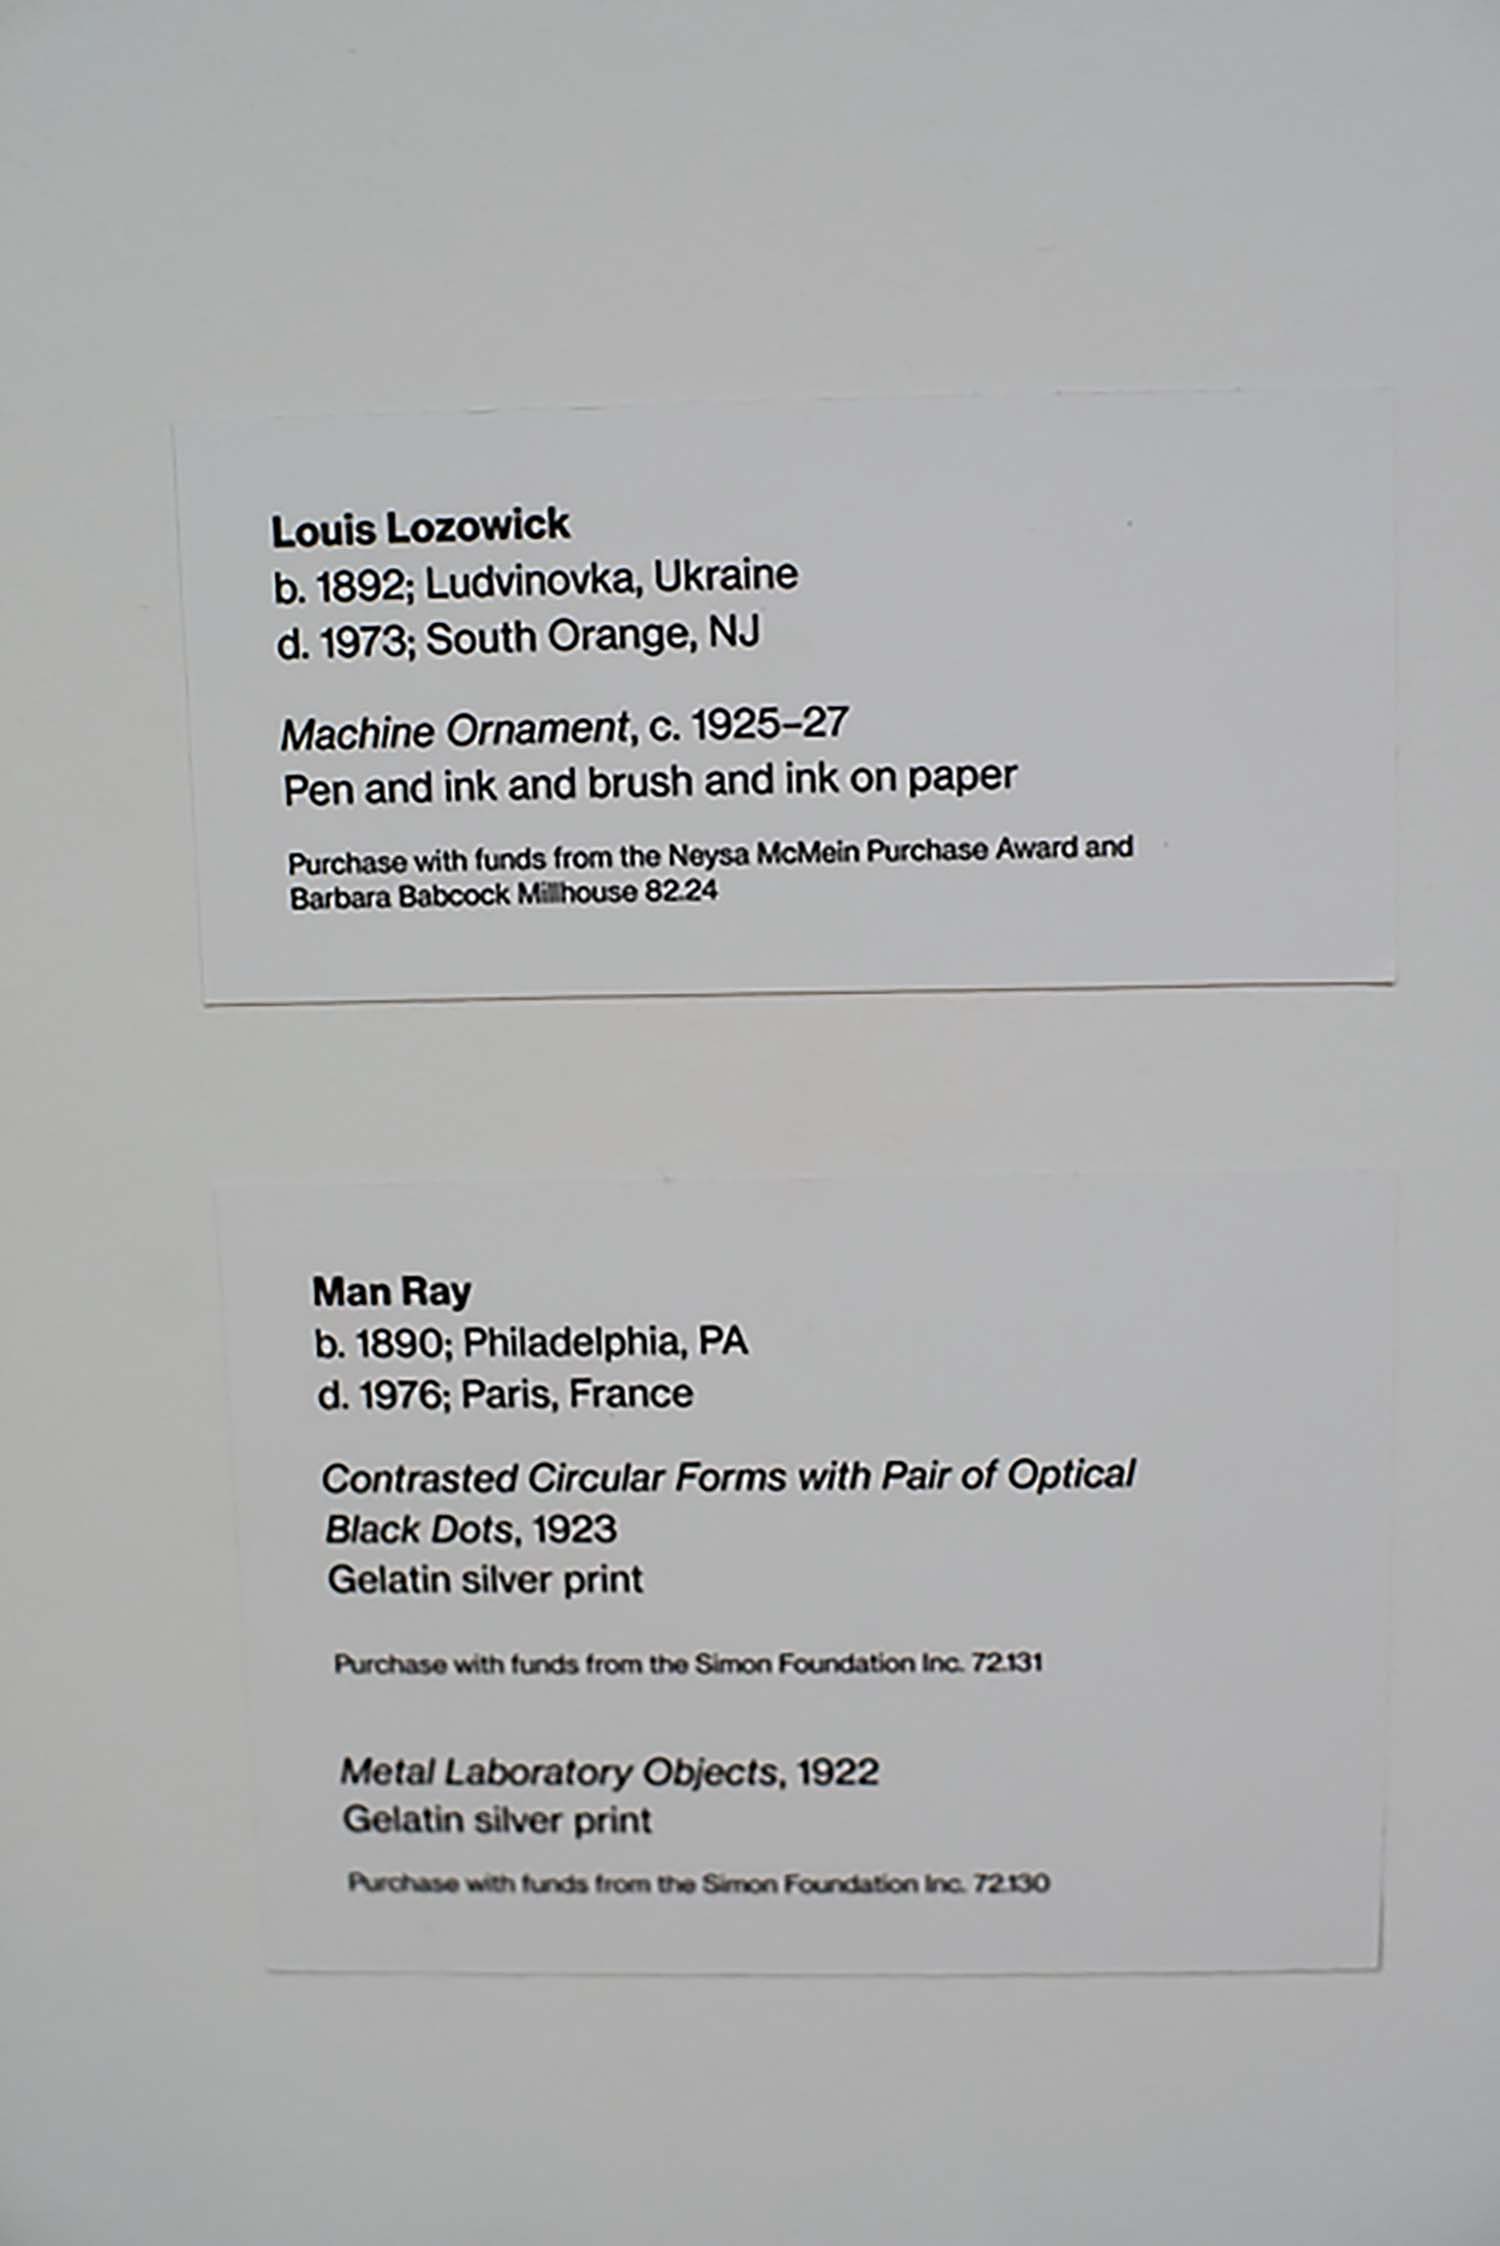 Louis Lozowick
b. 1892; Ludvinovka, Ukraine
d. 1973; South Orange, NJ
Machine Ornament, c. 1925–27
Pen and ink and brush and ink on paper
Purchase with funds from the Neysa McMein Purchase Award and
Barbara Babcock Millhouse 82.24
Man Ray
b. 1890; Philadelphia, PA
d. 1976; Paris, France
Contrasted Circular Forms with Pair of Optical
Black Dots, 1923
Gelatin silver print
Purchase with funds from the Simon Foundation Inc. 72.131
Metal Laboratory Objects, 1922
Gelatin silver print
Purchase with funds from the Simon Foundation Inc. 72.130